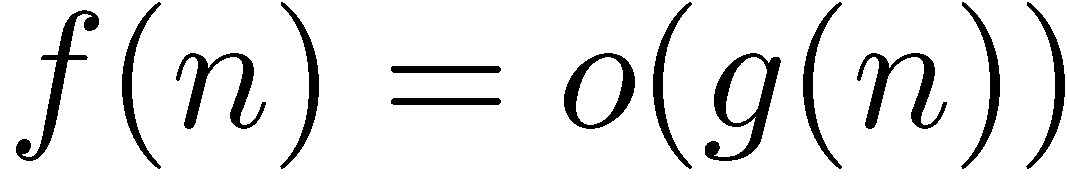 f(n) = o(g(n))